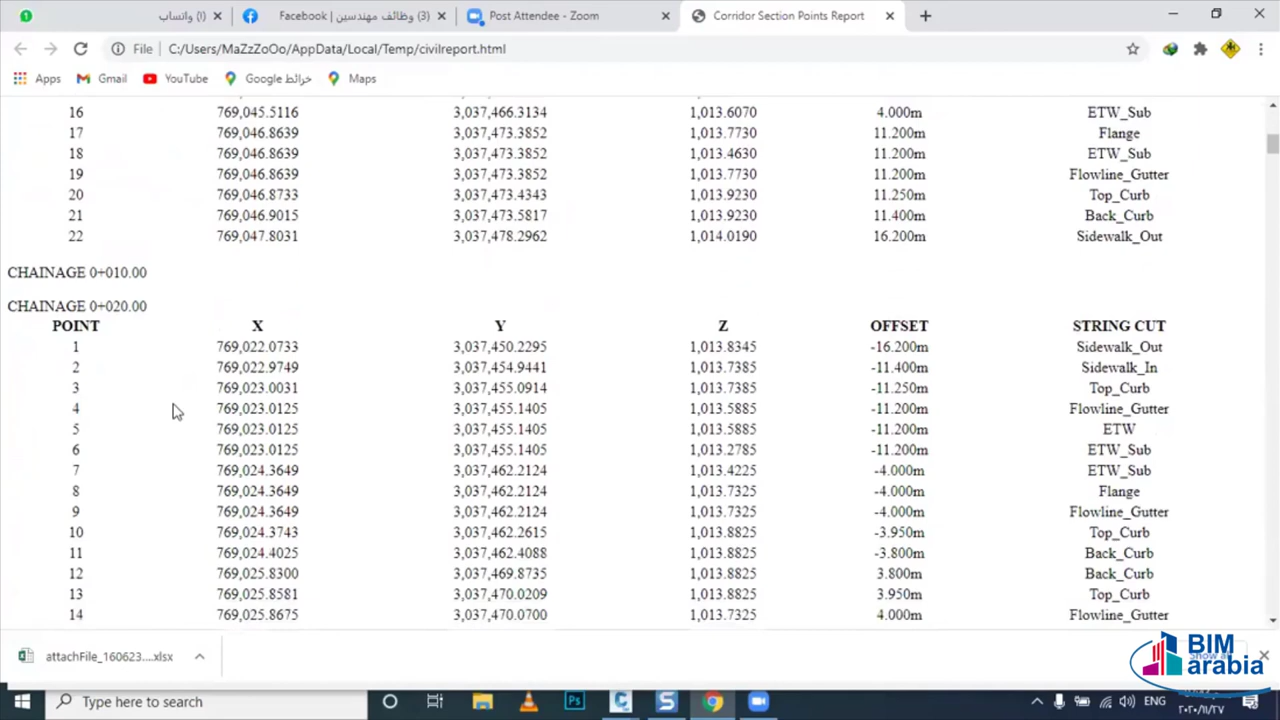 (١) واتساب
(3) وظائف مهندسين | Facebook
Post Attendee - Zoom
Corridor Section Points Report
File C:/Users/MaZzZoOo/AppData/Local/Temp/civilreport.html
Apps Gmail YouTube خرائط Google Maps
16 769,045.5116 3,037,466.3134 1,013.6070 4.000m ETW_Sub
17 769,046.8639 3,037,473.3852 1,013.7730 11.200m Flange
18 769,046.8639 3,037,473.3852 1,013.4630 11.200m ETW_Sub
19 769,046.8639 3,037,473.3852 1,013.7730 11.200m Flowline_Gutter
20 769,046.8733 3,037,473.4343 1,013.9230 11.250m Top_Curb
21 769,046.9015 3,037,473.5817 1,013.9230 11.400m Back_Curb
22 769,047.8031 3,037,478.2962 1,014.0190 16.200m Sidewalk_Out
CHAINAGE 0+010.00
CHAINAGE 0+020.00
POINT X Y Z OFFSET STRING CUT
1 769,022.0733 3,037,450.2295 1,013.8345 -16.200m Sidewalk_Out
2 769,022.9749 3,037,454.9441 1,013.7385 -11.400m Sidewalk_In
3 769,023.0031 3,037,455.0914 1,013.7385 -11.250m Top_Curb
4 769,023.0125 3,037,455.1405 1,013.5885 -11.200m Flowline_Gutter
5 769,023.0125 3,037,455.1405 1,013.5885 -11.200m ETW
6 769,023.0125 3,037,455.1405 1,013.2785 -11.200m ETW_Sub
7 769,024.3649 3,037,462.2124 1,013.4225 -4.000m ETW_Sub
8 769,024.3649 3,037,462.2124 1,013.7325 -4.000m Flange
9 769,024.3649 3,037,462.2124 1,013.7325 -4.000m Flowline_Gutter
10 769,024.3743 3,037,462.2615 1,013.8825 -3.950m Top_Curb
11 769,024.4025 3,037,462.4088 1,013.8825 -3.800m Back_Curb
12 769,025.8300 3,037,469.8735 1,013.8825 3.800m Back_Curb
13 769,025.8581 3,037,470.0209 1,013.8825 3.950m Top_Curb
14 769,025.8675 3,037,470.0700 1,013.7325 4.000m Flowline_Gutter
attachFile_160623....xlsx
BIM
arabia
Type here to search
Ps
ENG
٢٠٢٠/١١/٢٧